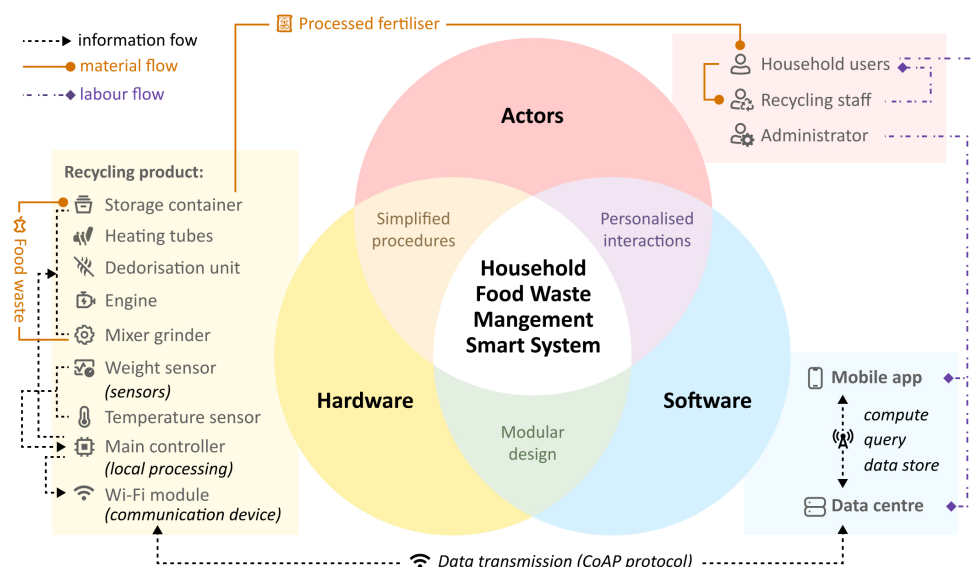 Processed fertiliser
information fow
material flow
labour flow
Household users
Recycling staff
Administrator
Actors
Recycling product:
Storage container
Heating tubes
Dedorisation unit
Engine
Mixer grinder
Weight sensor
(sensors)
Temperature sensor
Main controller
(local processing)
Wi-Fi module
(communication device)
Food waste
Simplified
procedures
Personalised
interactions
Household
Food Waste
Mangement
Smart System
Hardware
Software
Modular
design
Mobile app
compute
query
data store
Data centre
Data transmission (CoAP protocol)